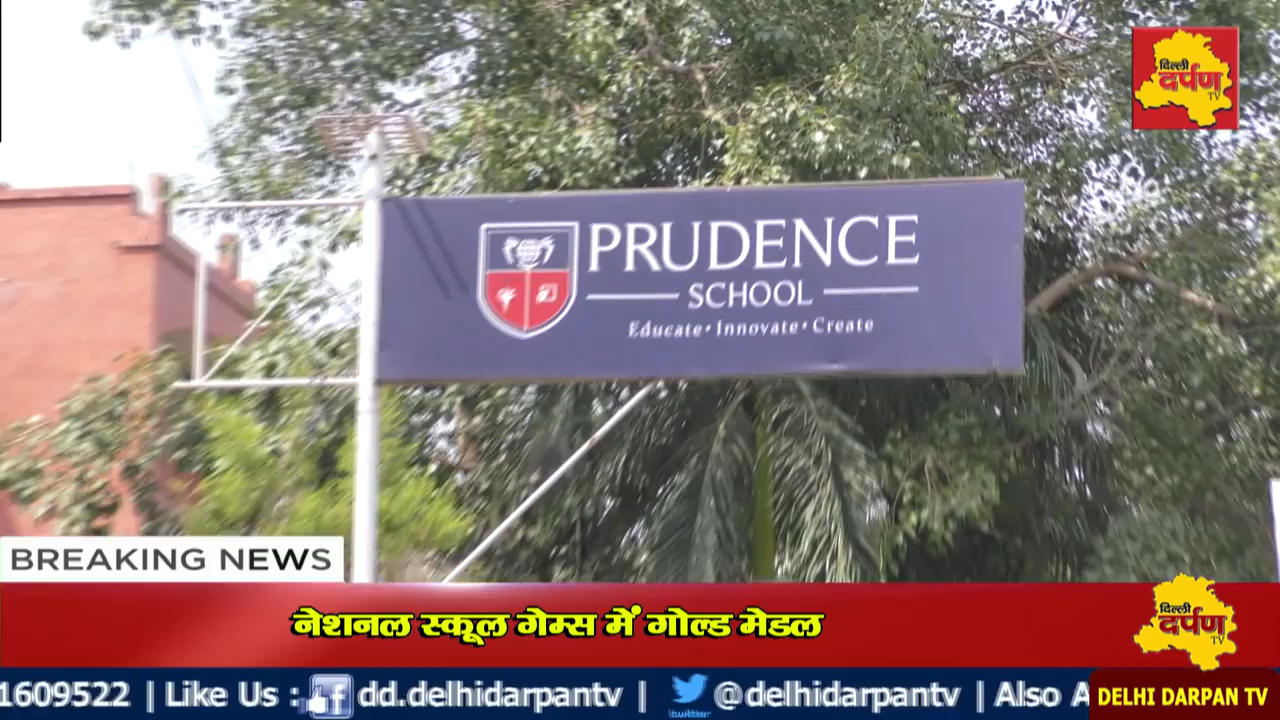 दिल्ली
दर्पण
TV
PRUDENCE
SCHOOL
Educate • Innovate • Create
BREAKING NEWS
नेशनल स्कूल गेम्स में गोल्ड मेडल
दिल्ली
दर्पण
TV
1609522 | Like Us : f dd.delhidarpantv | twitter @delhidarpantv | Also A
DELHI DARPAN TV